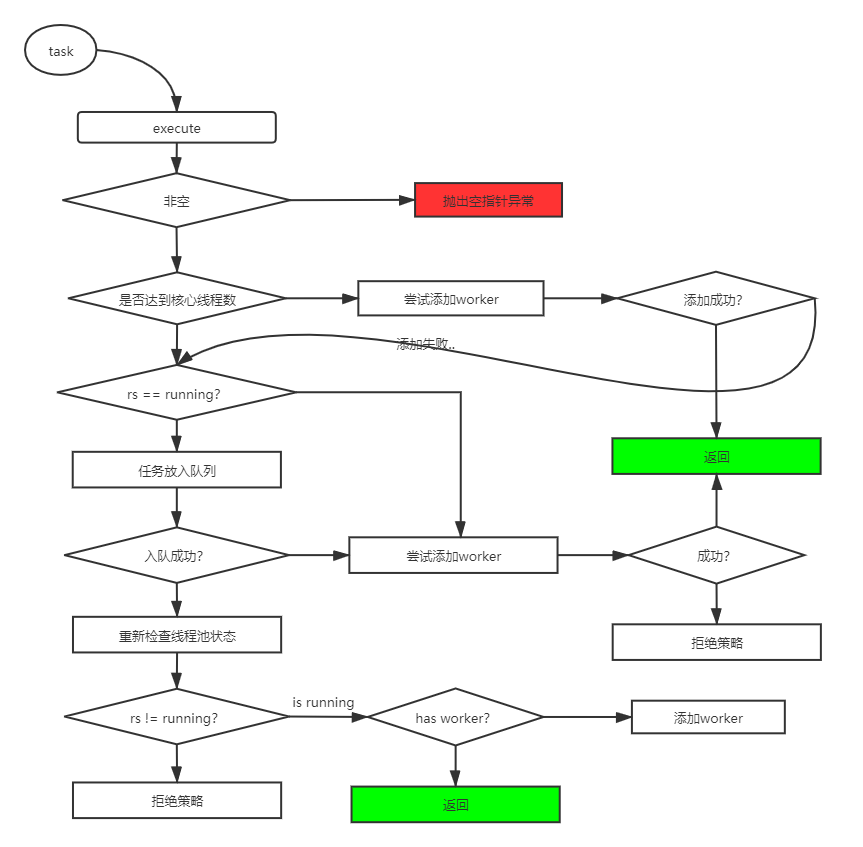 task
execute
非空
抛出空指针异常
是否达到核心线程数
尝试添加worker
添加成功?
添加失败..
rs == running?
任务放入队列
返回
入队成功?
尝试添加worker
成功?
重新检查线程池状态
拒绝策略
rs != running?
is running
has worker?
添加worker
拒绝策略
返回